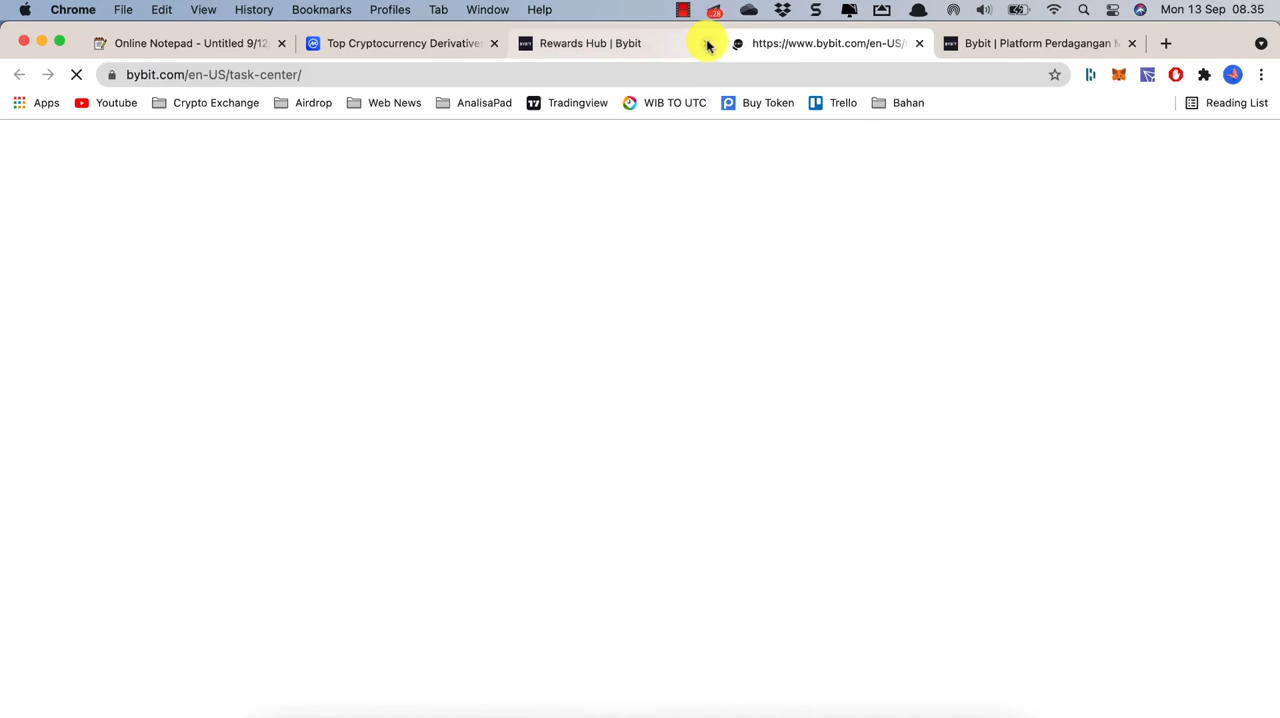 Chrome File Edit View History Bookmarks Profiles Tab Window Help 28 Mon 13 Sep 08.35
Online Notepad - Untitled 9/12 Top Cryptocurrency Derivatives Rewards Hub | Bybit https://www.bybit.com/en-US/ Bybit | Platform Perdagangan
bybit.com/en-US/task-center/
Apps Youtube Crypto Exchange Airdrop Web News AnalisaPad Tradingview WIB TO UTC Buy Token Trello Bahan Reading List